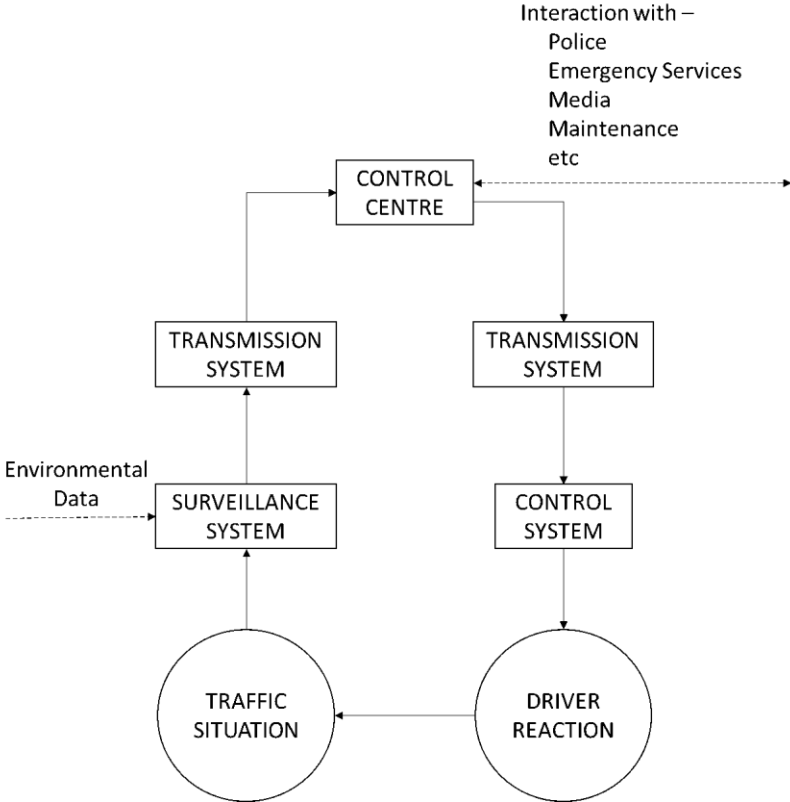 Interaction with –
Police
Emergency Services
Media
Maintenance
etc
CONTROL
CENTRE
TRANSMISSION
SYSTEM
TRANSMISSION
SYSTEM
Environmental
Data
SURVEILLANCE
SYSTEM
CONTROL
SYSTEM
TRAFFIC
SITUATION
DRIVER
REACTION